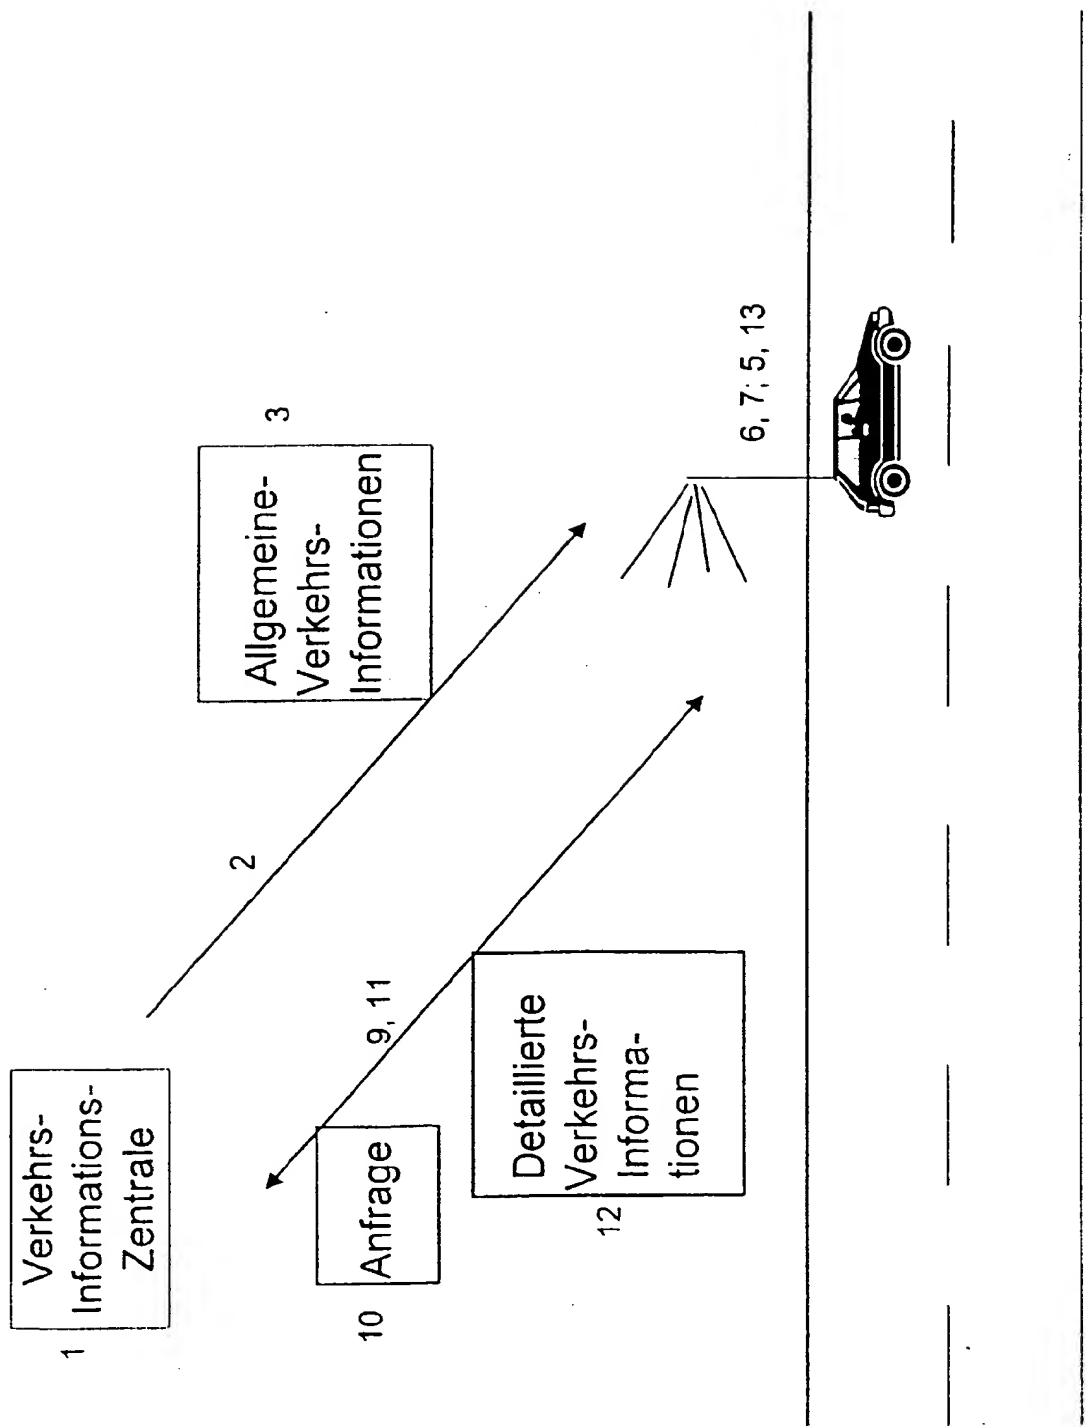 1
Verkehrs-
Informations-
Zentrale
2
Allgemeine-
Verkehrs-
Informationen
3
9, 11
10
Anfrage
Detaillierte
Verkehrs-
Informa-
tionen
12
6, 7; 5, 13